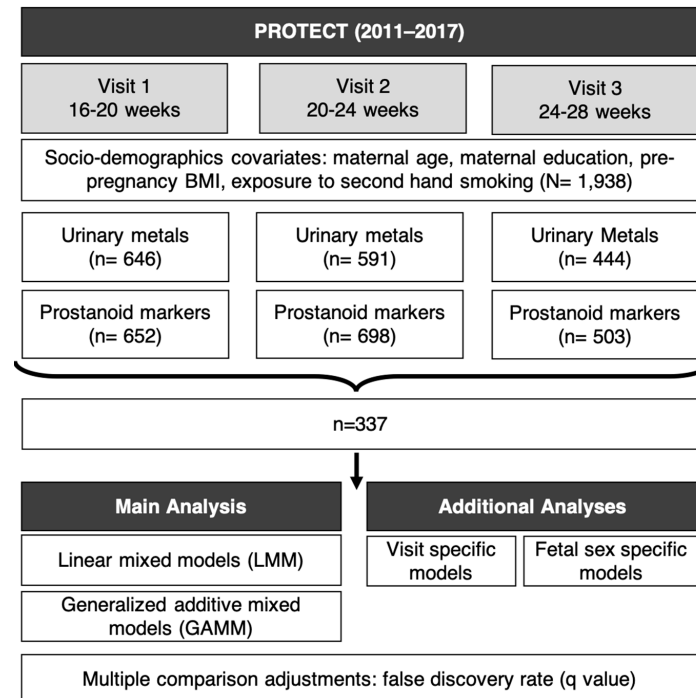 PROTECT (2011–2017)
Visit 1
16-20 weeks
Visit 2
20-24 weeks
Visit 3
24-28 weeks
Socio-demographics covariates: maternal age, maternal education, pre-
pregnancy BMI, exposure to second hand smoking (N= 1,938)
Urinary metals
(n= 646)
Urinary metals
(n= 591)
Urinary Metals
(n= 444)
Prostanoid markers
(n= 652)
Prostanoid markers
(n= 698)
Prostanoid markers
(n= 503)
n=337
Main Analysis
Linear mixed models (LMM)
Generalized additive mixed
models (GAMM)
Additional Analyses
Visit specific
models
Fetal sex specific
models
Multiple comparison adjustments: false discovery rate (q value)